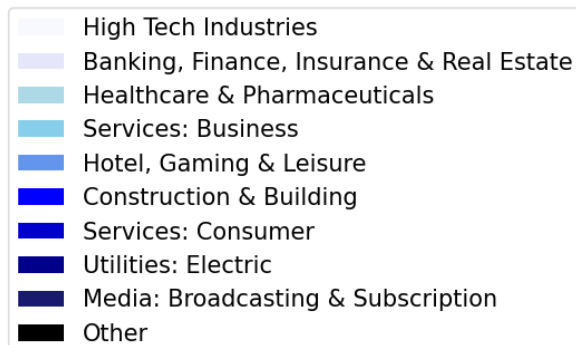 High Tech Industries
Banking, Finance, Insurance & Real Estate
Healthcare & Pharmaceuticals
Services: Business
Hotel, Gaming & Leisure
Construction & Building
Services: Consumer
Utilities: Electric
Media: Broadcasting & Subscription
Other